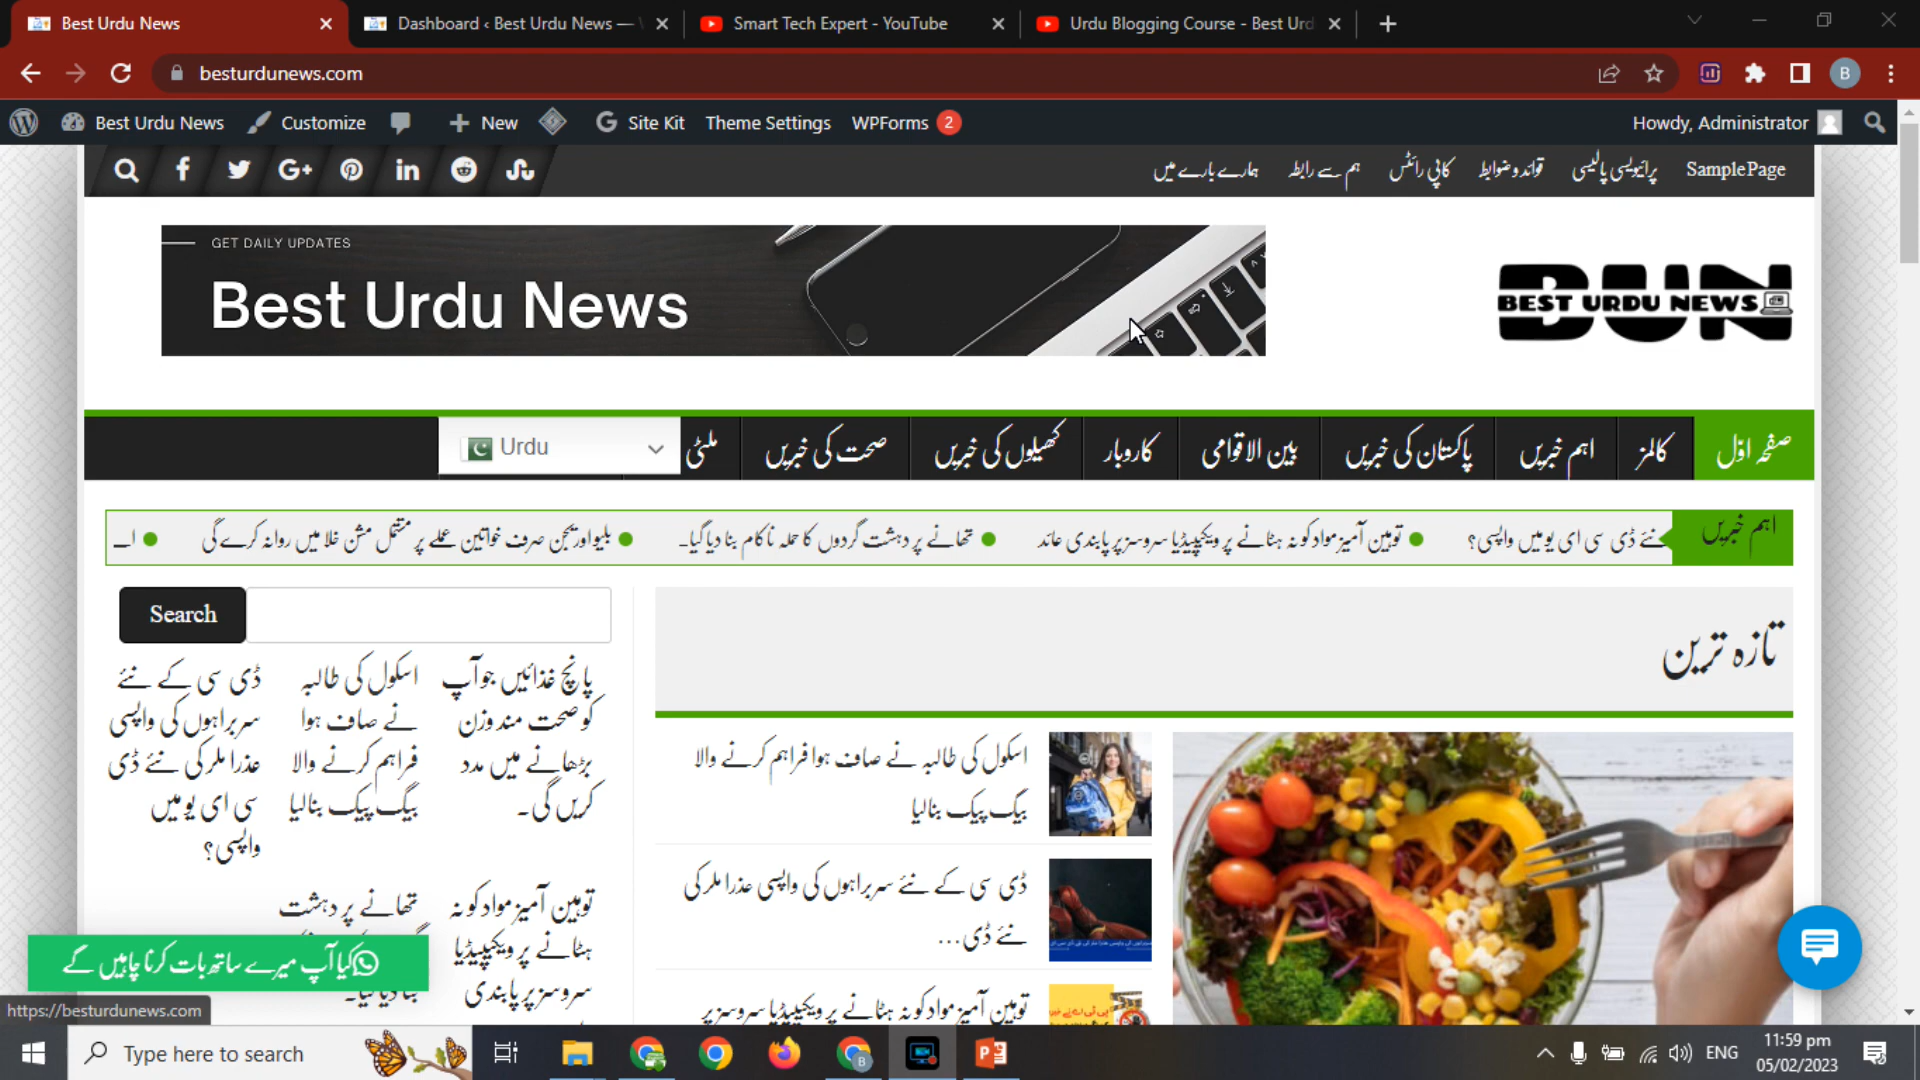 Best Urdu News
Dashboard ‹ Best Urdu News —
Smart Tech Expert - YouTube
Urdu Blogging Course - Best Urd
besturdunews.com
B
Best Urdu News
Customize
New
Site Kit
Theme Settings
WPForms 2
Howdy, Administrator
Sample Page
پرائیویسی پالیسی
قوائد و ضوابط
کاپی رائٹس
ہم سے رابطہ
ہمارے بارے میں
GET DAILY UPDATES
Best Urdu News
BEST URDU NEWS
صفحہ اوّل
کالمز
اہم خبریں
پاکستان کی خبریں
بین الاقوامی
کاروبار
کھیلوں کی خبریں
صحت کی خبریں
ملٹی
Urdu
اہم خبریں
نئے ڈی سی ای یو میں واپسی؟
توہین آمیز مواد کو نہ ہٹانے پر ویکیپیڈیا سروسز پر پابندی عائد
تھانے پر دہشت گردوں کا حملہ ناکام بنا دیا گیا۔
بلیو اوریجن صرف خواتین عملے پر مشتمل مشن خلا میں روانہ کرے گی
Search
تازہ ترین
پانچ غذائیں جو آپ
کو صحت مند وزن
بڑھانے میں مدد
کریں گی۔
اسکول کی طالبہ
نے صاف ہوا
فراہم کرنے والا
بیگ پیک بنالیا
ڈی سی کے نئے
سربراہوں کی واپسی
عذرا ملر کی نئے ڈی
سی ای یو میں
واپسی؟
توہین آمیز مواد کو نہ
ہٹانے پر ویکیپیڈیا
سروسز پر پابندی
تھانے پر دہشت
بنا دیا گیا۔
اسکول کی طالبہ نے صاف ہوا فراہم کرنے والا
بیگ پیک بنالیا
ڈی سی کے نئے سربراہوں کی واپسی عذرا ملر کی
نئے ڈی...
توہین آمیز مواد کو نہ ہٹانے پر ویکیپیڈیا سروسز پر
کیا آپ میرے ساتھ بات کرنا چاہیں گے
https://besturdunews.com
Type here to search
ENG
11:59 pm
05/02/2023